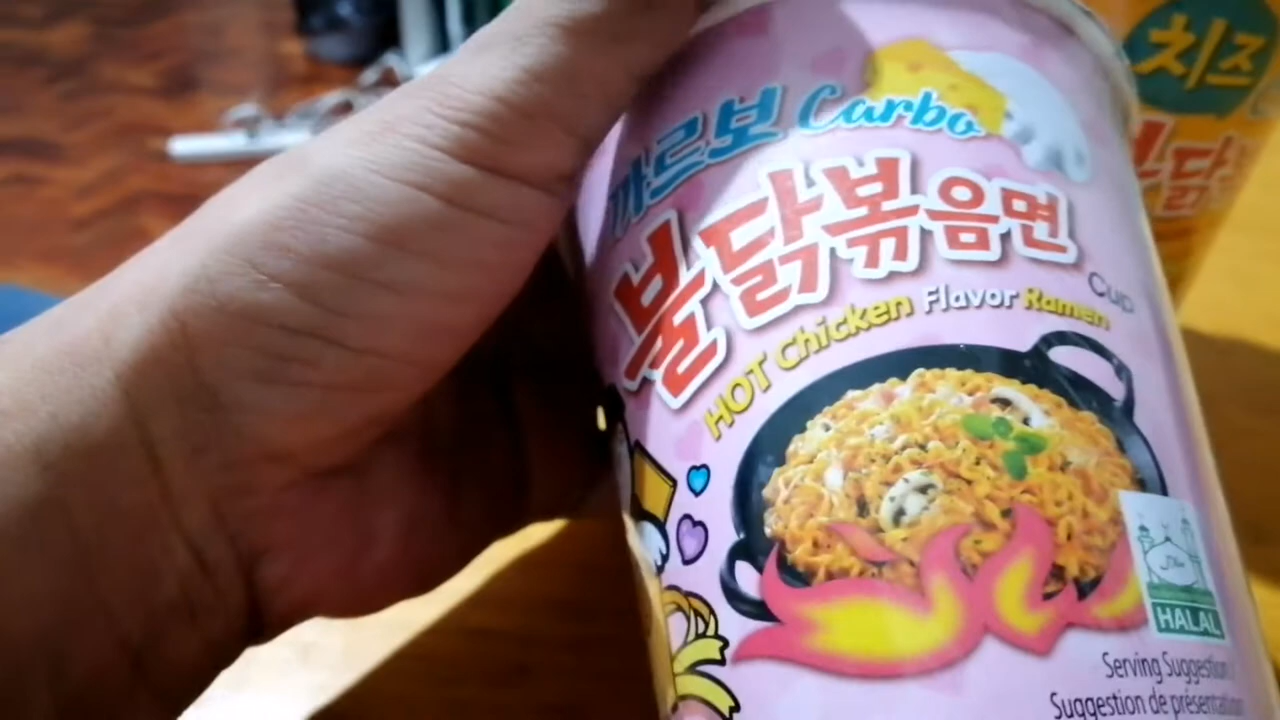 까르보 Carbo
불닭볶음면
Cup
HOT Chicken Flavor Ramen
HALAL
Serving Suggestion/
Suggestion de présentation
치즈
닭